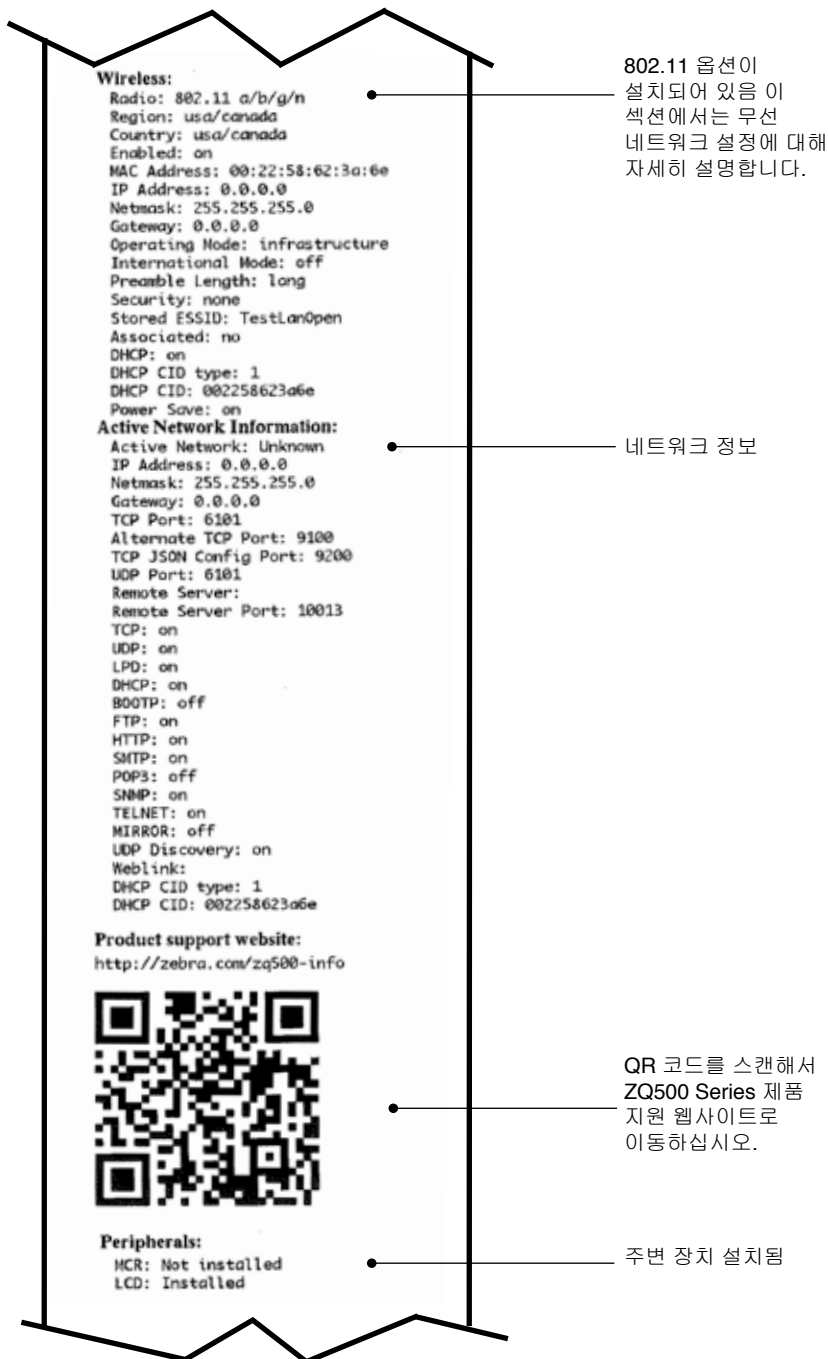 Wireless:
Radio: 802.11 a/b/g/n
Region: usa/canada
Country: usa/canada
Enabled: on
MAC Address: 00:22:58:62:3a:6e
IP Address: 0.0.0.0
Netmask: 255.255.255.0
Gateway: 0.0.0.0
Operating Mode: infrastructure
International Mode: off
Preamble Length: long
Security: none
Stored ESSID: TestLanOpen
Associated: no
DHCP: on
DHCP CID type: 1
DHCP CID: 002258623a6e
Power Save: on
802.11 옵션이
설치되어 있음 이
섹션에서는 무선
네트워크 설정에 대해
자세히 설명합니다.
Active Network Information:
Active Network: Unknown
IP Address: 0.0.0.0
Netmask: 255.255.255.0
Gateway: 0.0.0.0
TCP Port: 6101
Alternate TCP Port: 9100
TCP JSON Config Port: 9200
UDP Port: 6101
Remote Server:
Remote Server Port: 10013
TCP: on
UDP: on
LPD: on
DHCP: on
BOOTP: off
FTP: on
HTTP: on
SMTP: on
POP3: off
SNMP: on
TELNET: on
MIRROR: off
UDP Discovery: on
Weblink:
DHCP CID type: 1
DHCP CID: 002258623a6e
네트워크 정보
Product support website:
http://zebra.com/zq500-info
QR 코드를 스캔해서
ZQ500 Series 제품
지원 웹사이트로
이동하십시오.
Peripherals:
MCR: Not installed
LCD: Installed
주변 장치 설치됨